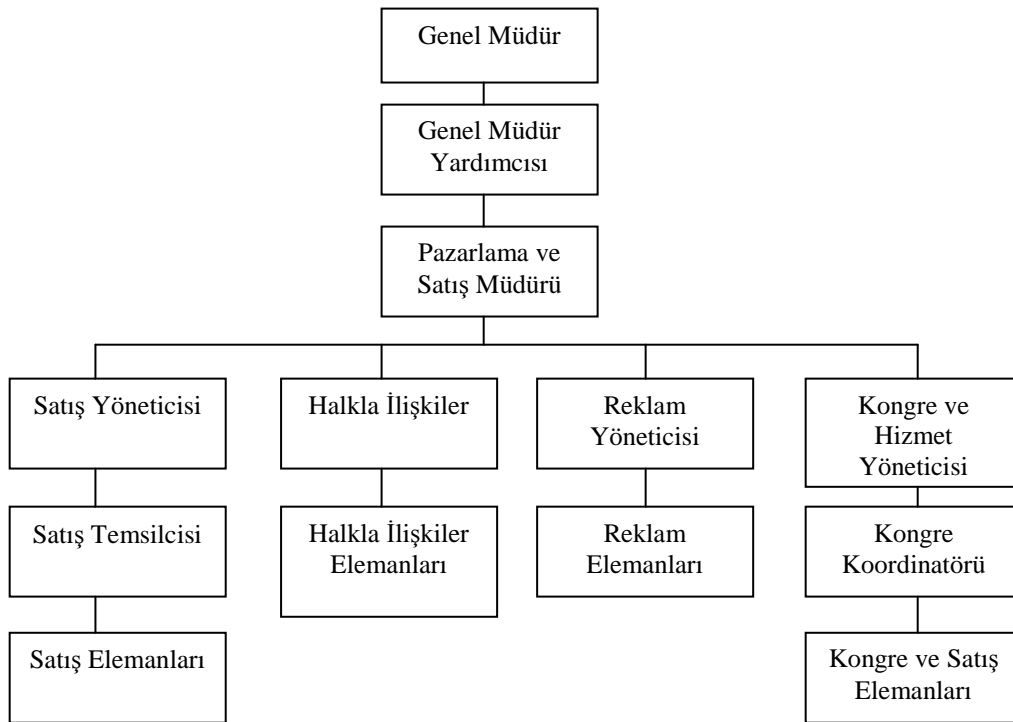 Genel Müdür
Genel Müdür
Yardımcısı
Pazarlama ve
Satış Müdürü
Satış Yöneticisi
Halkla İlişkiler
Reklam
Yöneticisi
Kongre ve
Hizmet
Yöneticisi
Satış Temsilcisi
Halkla İlişkiler
Elemanları
Reklam
Elemanları
Kongre
Koordinatörü
Satış Elemanları
Kongre ve Satış
Elemanları